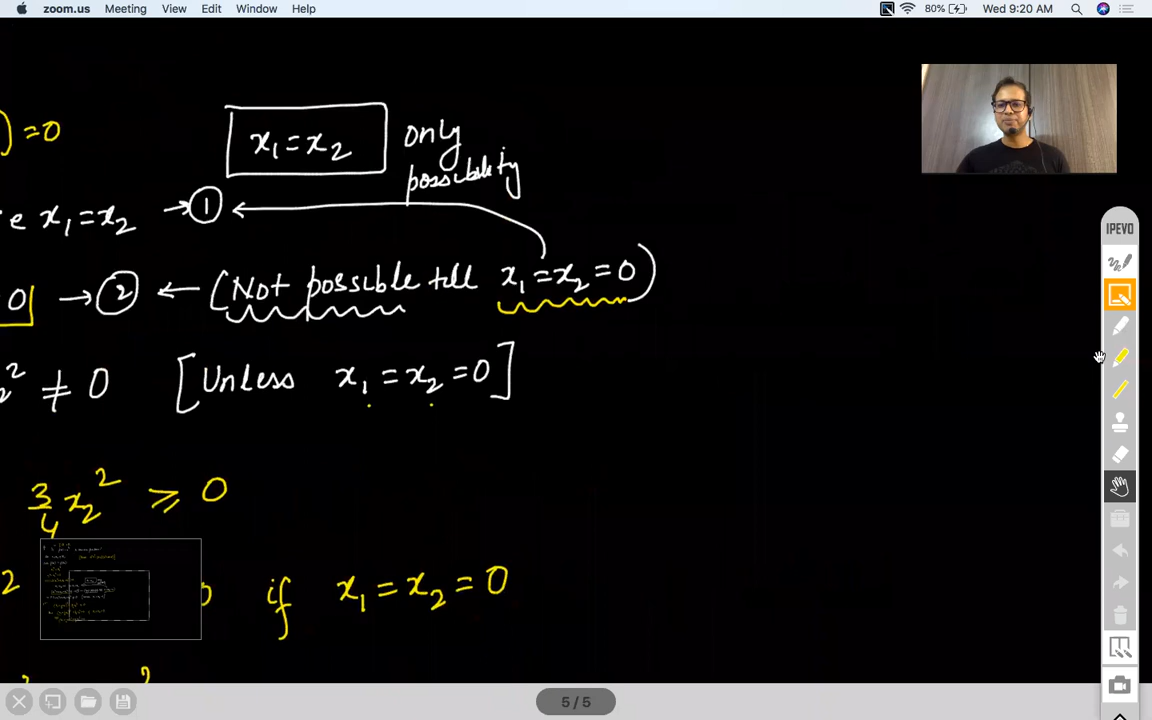 zoom.us Meeting View Edit Window Help 80% Wed 9:20 AM
) = 0
x₁ = x₂ only
possibility
IPEVO
e x₁ = x₂ → ①
0 → ② ← (Not possible till x₁ = x₂ = 0)
² ≠ 0 [Unless x₁ = x₂ = 0]
3/4 x₂² ⩾ 0
2 0 if x₁ = x₂ = 0
5 / 5